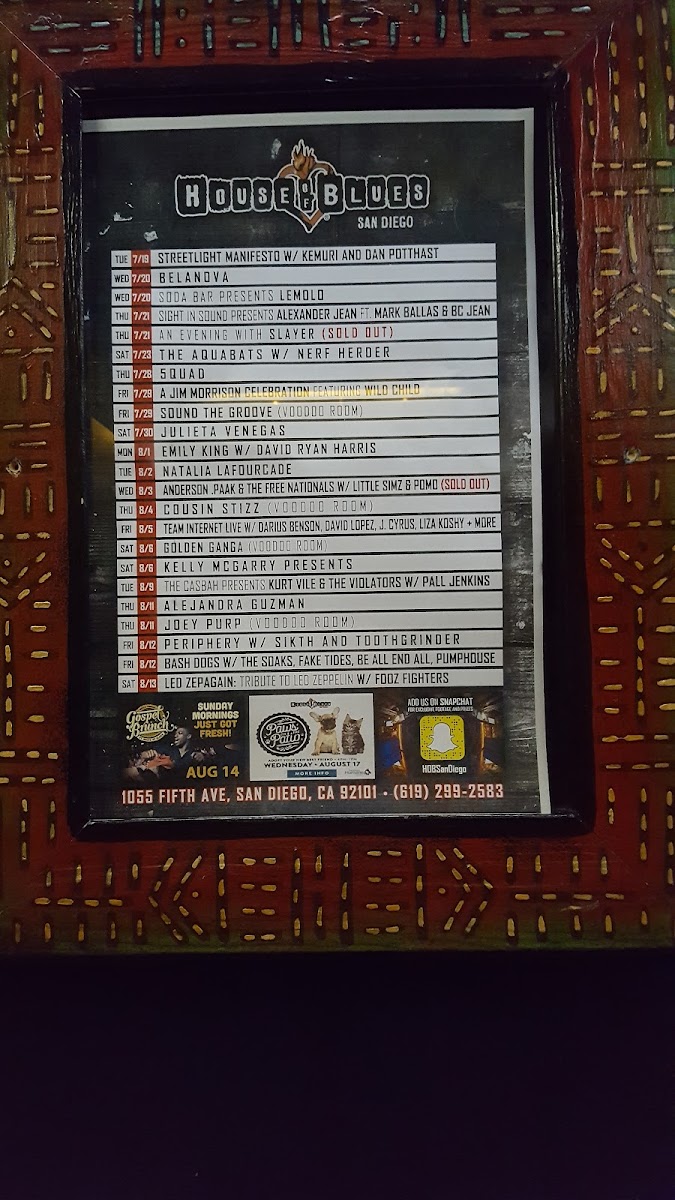 HOUSE OF BLUES
SAN DIEGO
TUE 7/19 STREETLIGHT MANIFESTO W/ KEMURI AND DAN POTTHAST
WED 7/20 BELANOVA
WED 7/20 SODA BAR PRESENTS LEMOLO
THU 7/21 SIGHT IN SOUND PRESENTS ALEXANDER JEAN FT. MARK BALLAS & BC JEAN
THU 7/21 AN EVENING WITH SLAYER (SOLD OUT)
SAT 7/23 THE AQUABATS W/ NERF HERDER
THU 7/28 5QUAD
FRI 7/29 A JIM MORRISON CELEBRATION FEATURING WILD CHILD
FRI 7/29 SOUND THE GROOVE (VOODOO ROOM)
SAT 7/30 JULIETA VENEGAS
MON 8/1 EMILY KING W/ DAVID RYAN HARRIS
TUE 8/2 NATALIA LAFOURCADE
WED 8/3 ANDERSON .PAAK & THE FREE NATIONALS W/ LITTLE SIMZ & POMO (SOLD OUT)
THU 8/4 COUSIN STIZZ (VOODOO ROOM)
FRI 8/5 TEAM INTERNET LIVE W/ DARIUS BENSON, DAVID LOPEZ, J. CYRUS, LIZA KOSHY + MORE
SAT 8/6 GOLDEN GANGA (VOODOO ROOM)
SAT 8/6 KELLY MCGARRY PRESENTS
TUE 8/9 THE CASBAH PRESENTS KURT VILE & THE VIOLATORS W/ PALL JENKINS
THU 8/11 ALEJANDRA GUZMAN
THU 8/11 JOEY PURP (VOODOO ROOM)
FRI 8/12 PERIPHERY W/ SIKTH AND TOOTHGRINDER
FRI 8/12 BASH DOGS W/ THE SOAKS, FAKE TIDES, BE ALL END ALL, PUMPHOUSE
SAT 8/13 LED ZEPAGAIN: TRIBUTE TO LED ZEPPELIN W/ FOOZ FIGHTERS
Gospel Brunch
SUNDAY
MORNINGS
JUST GOT
FRESH!
AUG 14
HOUSE OF BLUES
Paws
Patio
WEDNESDAY • AUGUST 17
MORE INFO
ADD US ON SNAPCHAT
FOR EXCLUSIVE FOOTAGE AND PRIZES
HOBSanDiego
1055 FIFTH AVE, SAN DIEGO, CA 92101 - (619) 299-2583